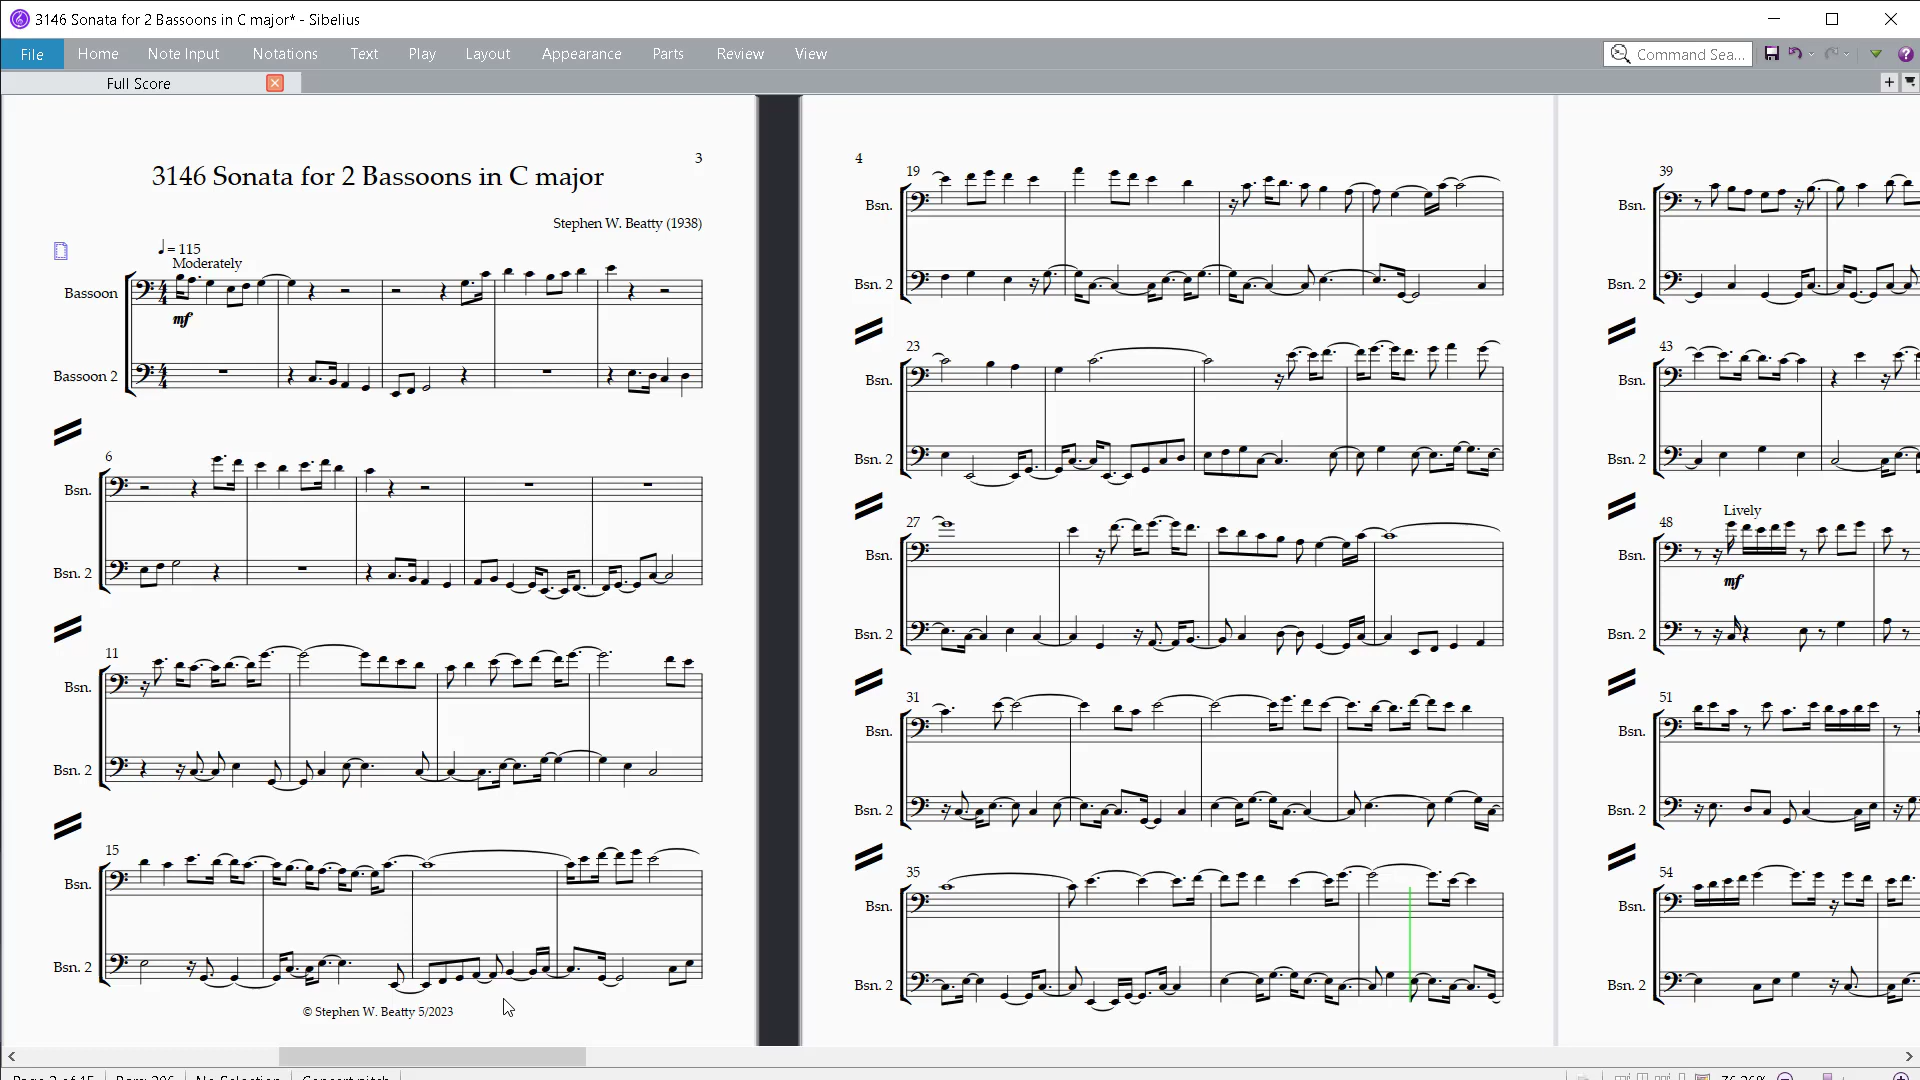 3146 Sonata for 2 Bassoons in C major* - Sibelius
File Home Note Input Notations Text Play Layout Appearance Parts Review View Command Sea...
Full Score
3
3146 Sonata for 2 Bassoons in C major
Stephen W. Beatty (1938)
= 115
Moderately
Bassoon
mf
Bassoon 2
6
Bsn.
Bsn. 2
11
Bsn.
Bsn. 2
15
Bsn.
Bsn. 2
© Stephen W. Beatty 5/2023
4
19
Bsn.
Bsn. 2
23
Bsn.
Bsn. 2
27
Bsn.
Bsn. 2
31
Bsn.
Bsn. 2
35
Bsn.
Bsn. 2
39
Bsn.
Bsn. 2
43
Bsn.
Bsn. 2
Lively
48
Bsn.
mf
Bsn. 2
51
Bsn.
Bsn. 2
54
Bsn.
Bsn. 2
No Selection Concert pitch